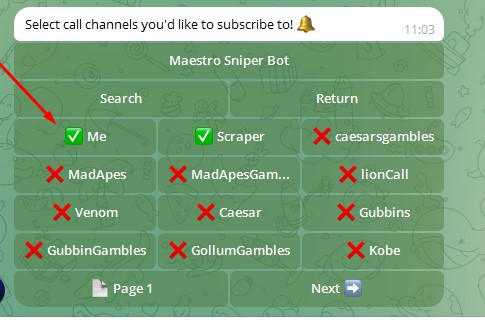 Select call channels you'd like to subscribe to! 🔔
11:03
Maestro Sniper Bot
Search Return
✅ Me ✅ Scraper ❌ caesarsgambles
❌ MadApes ❌ MadApesGam... ❌ lionCall
❌ Venom ❌ Caesar ❌ Gubbins
❌ GubbinGambles ❌ GollumGambles ❌ Kobe
📄 Page 1 Next ➡️